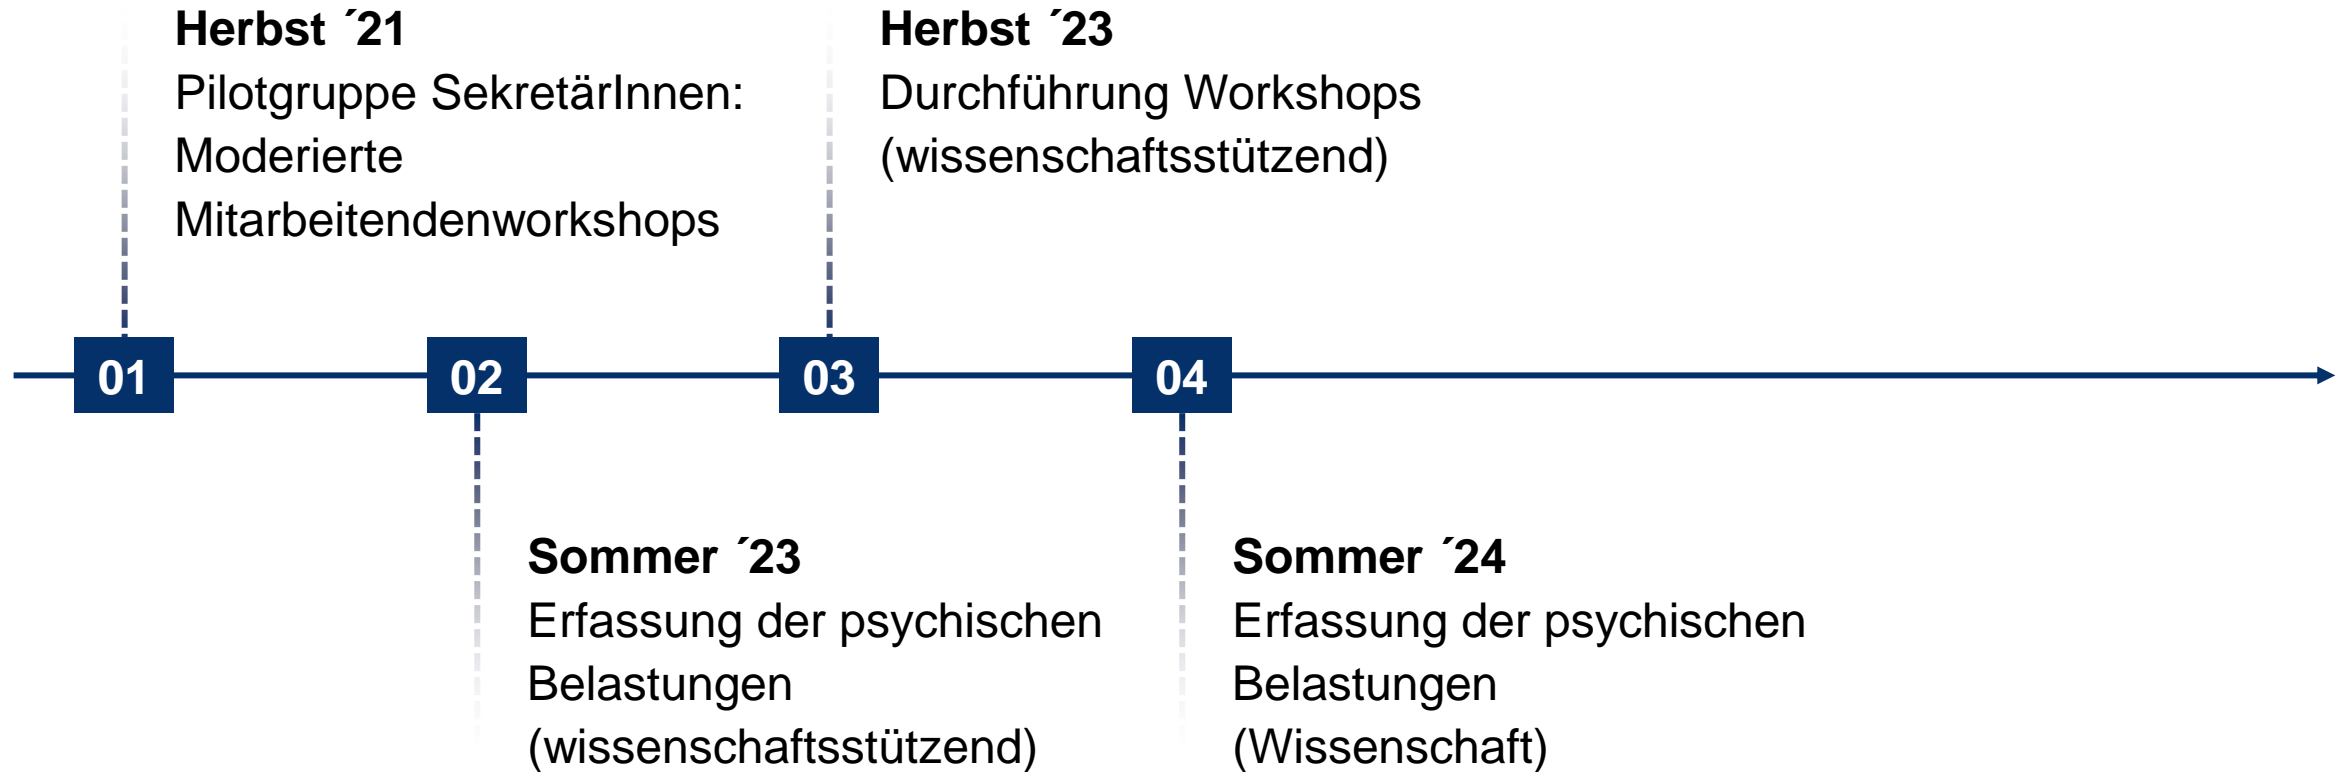 Herbst ´21
Pilotgruppe SekretärInnen:
Moderierte
Mitarbeitendenworkshops
Herbst ´23
Durchführung Workshops
(wissenschaftsstützend)
01
02
03
04
Sommer ´23
Erfassung der psychischen
Belastungen
(wissenschaftsstützend)
Sommer ´24
Erfassung der psychischen
Belastungen
(Wissenschaft)